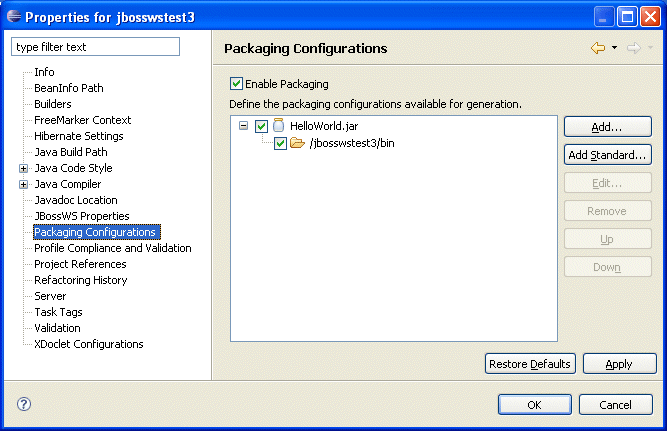 Properties for jbosswstest3
type filter text
Info
BeanInfo Path
Builders
FreeMarker Context
Hibernate Settings
Java Build Path
Java Code Style
Java Compiler
Javadoc Location
JBossWS Properties
Packaging Configurations
Profile Compliance and Validation
Project References
Refactoring History
Server
Task Tags
Validation
XDoclet Configurations
Packaging Configurations
Enable Packaging
Define the packaging configurations available for generation.
HelloWorld.jar
/jbosswstest3/bin
Add...
Add Standard...
Edit...
Remove
Up
Down
Restore Defaults
Apply
?
OK
Cancel